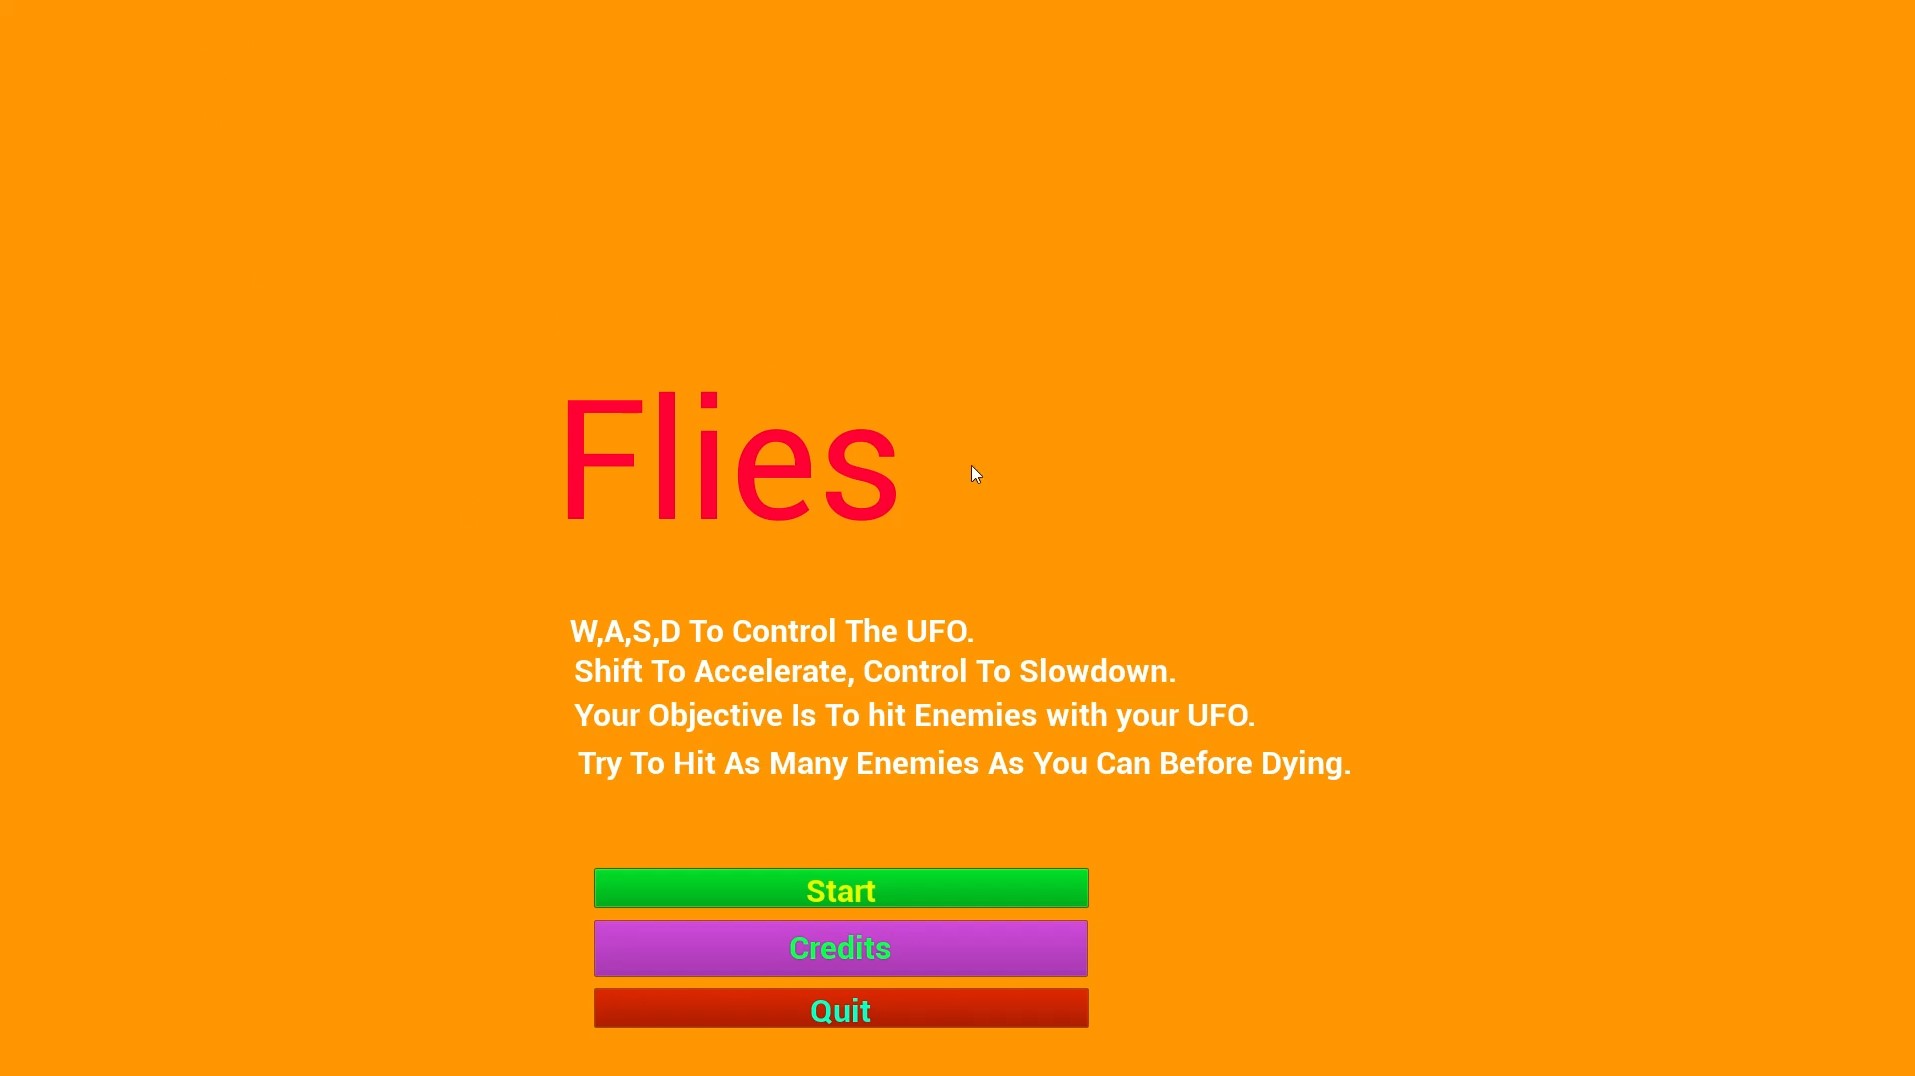 Flies
W,A,S,D To Control The UFO.
Shift To Accelerate, Control To Slowdown.
Your Objective Is To hit Enemies with your UFO.
Try To Hit As Many Enemies As You Can Before Dying.
Start
Credits
Quit